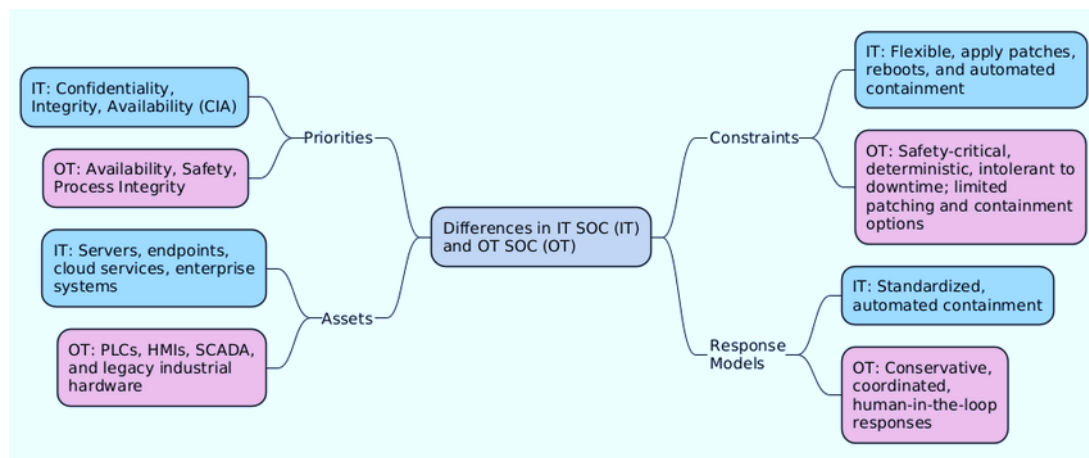 IT: Confidentiality,
Integrity, Availability (CIA)
OT: Availability, Safety,
Process Integrity
Priorities
IT: Servers, endpoints,
cloud services, enterprise
systems
OT: PLCs, HMIs, SCADA,
and legacy industrial
hardware
Assets
Differences in IT SOC (IT)
and OT SOC (OT)
Constraints
IT: Flexible, apply patches,
reboots, and automated
containment
OT: Safety-critical,
deterministic, intolerant to
downtime; limited
patching and containment
options
Response
Models
IT: Standardized,
automated containment
OT: Conservative,
coordinated,
human-in-the-loop
responses